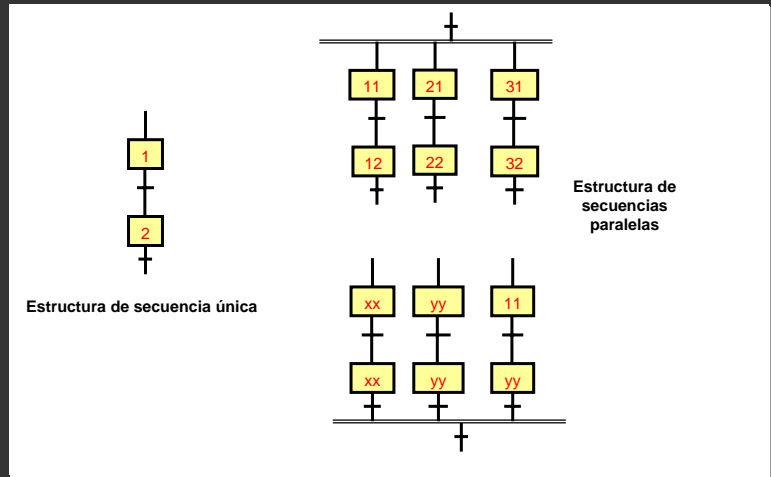 1
2
Estructura de secuencia única
11 21 31
12 22 32
Estructura de
secuencias
paralelas
xx yy 11
xx yy yy